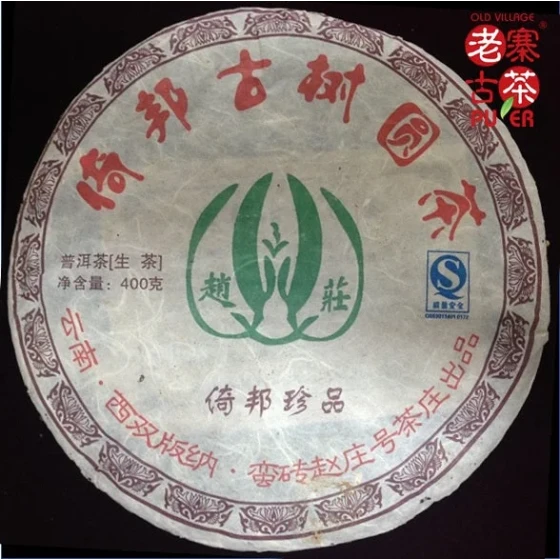 OLD VILLAGE
老寨
古茶
PU ER
倚邦古树圆茶
普洱茶[生 茶]
净含量：400克
趙 莊
质量安全
倚邦珍品
云南·西双版纳·蛮砖赵庄号茶庄出品